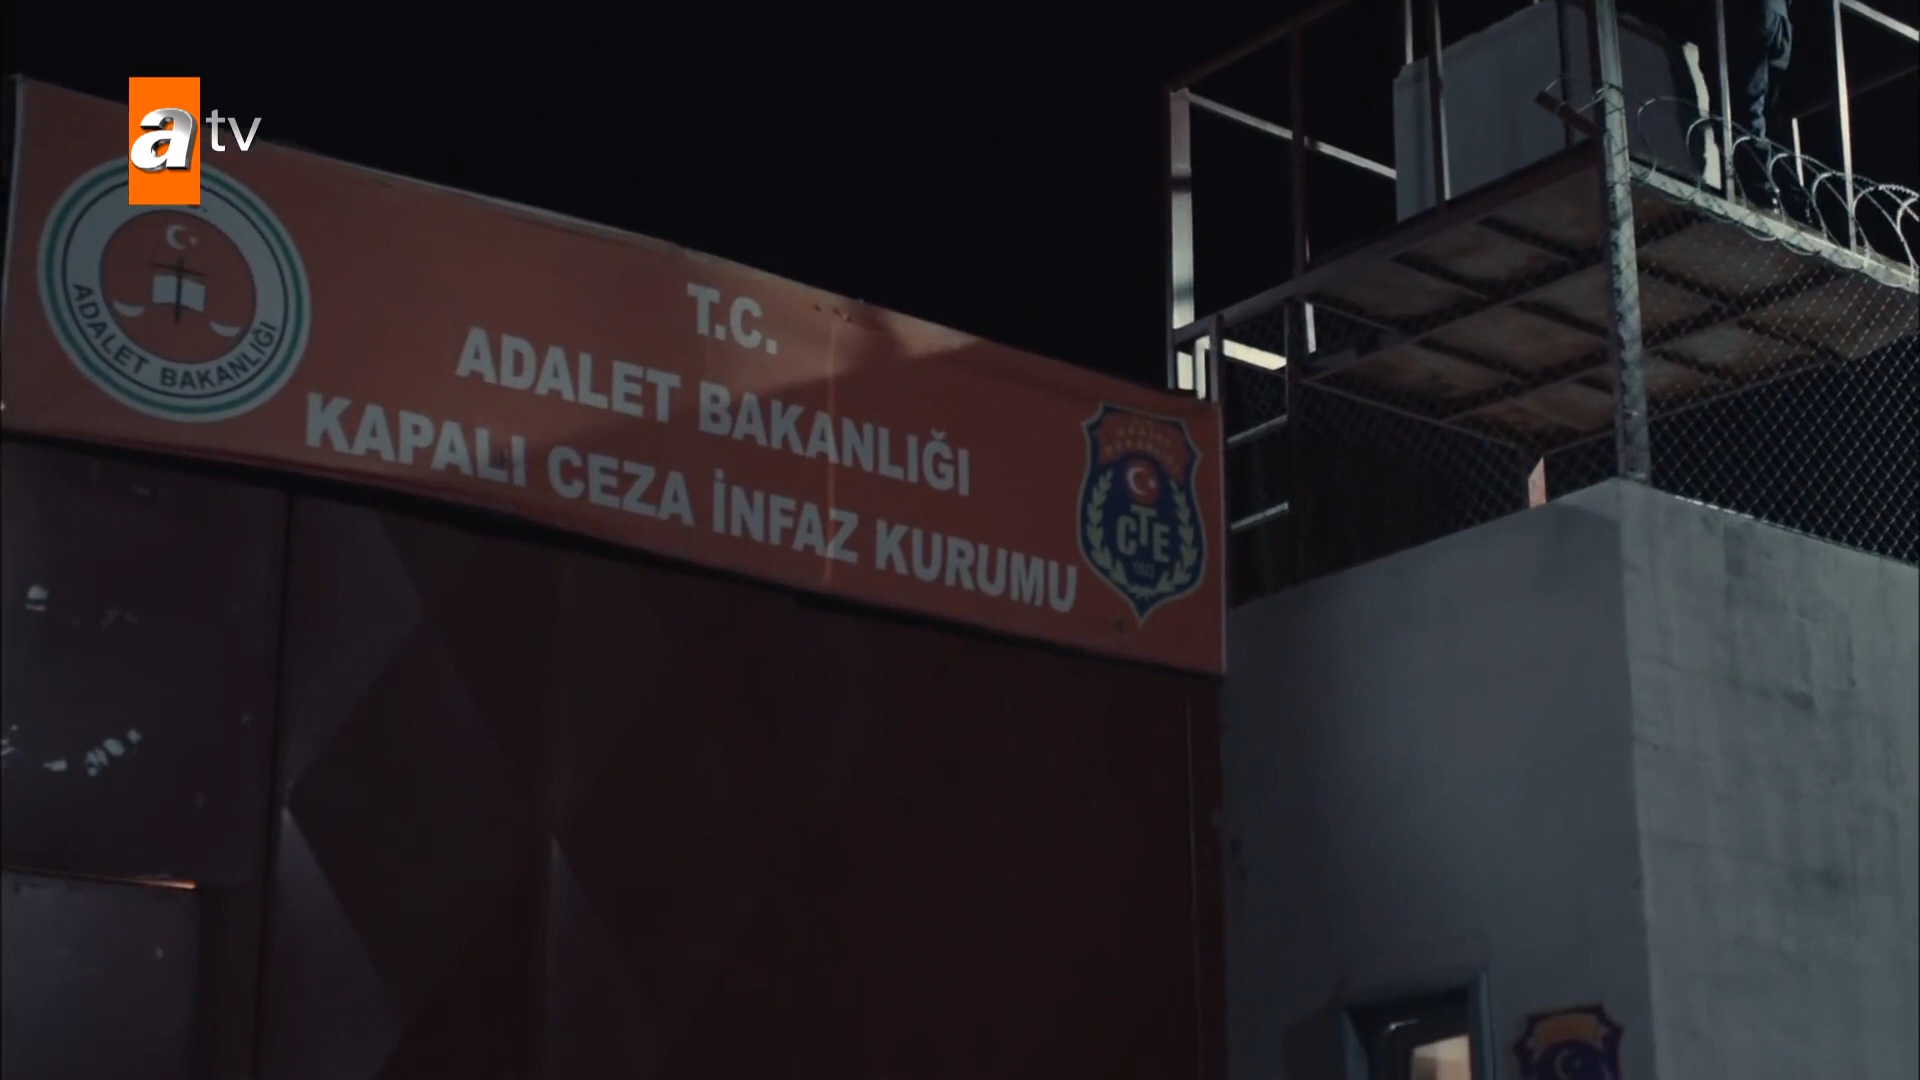 atv
T.C.
ADALET BAKANLIĞI
KAPALI CEZA İNFAZ KURUMU
ADALET BAKANLIĞI
CTE